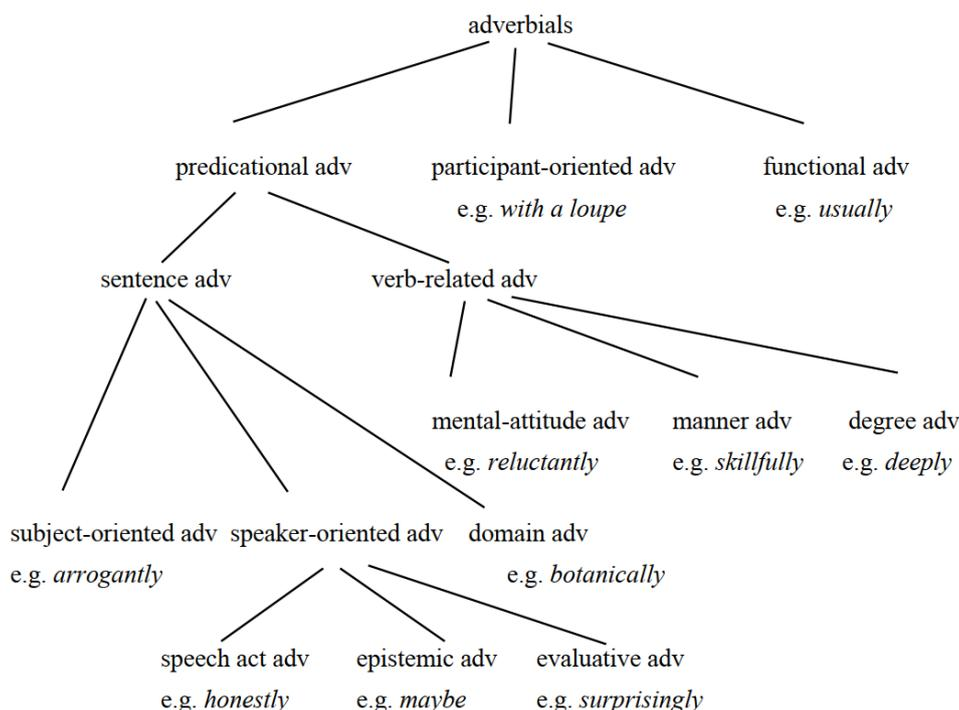 adverbials
predicational adv participant-oriented adv functional adv
e.g. with a loupe e.g. usually
sentence adv verb-related adv
mental-attitude adv manner adv degree adv
e.g. reluctantly e.g. skillfully e.g. deeply
subject-oriented adv speaker-oriented adv domain adv
e.g. arrogantly e.g. botanically
speech act adv epistemic adv evaluative adv
e.g. honestly e.g. maybe e.g. surprisingly